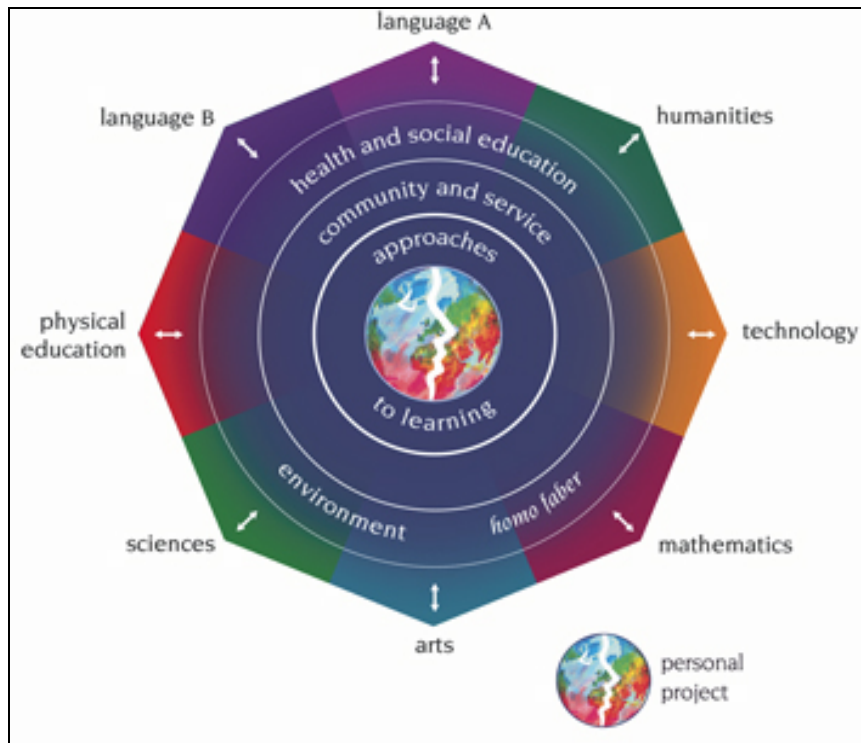 language A
language B
humanities
health and social education
community and service
approaches
physical
education
technology
to learning
environment
homo faber
sciences
mathematics
arts
personal
project